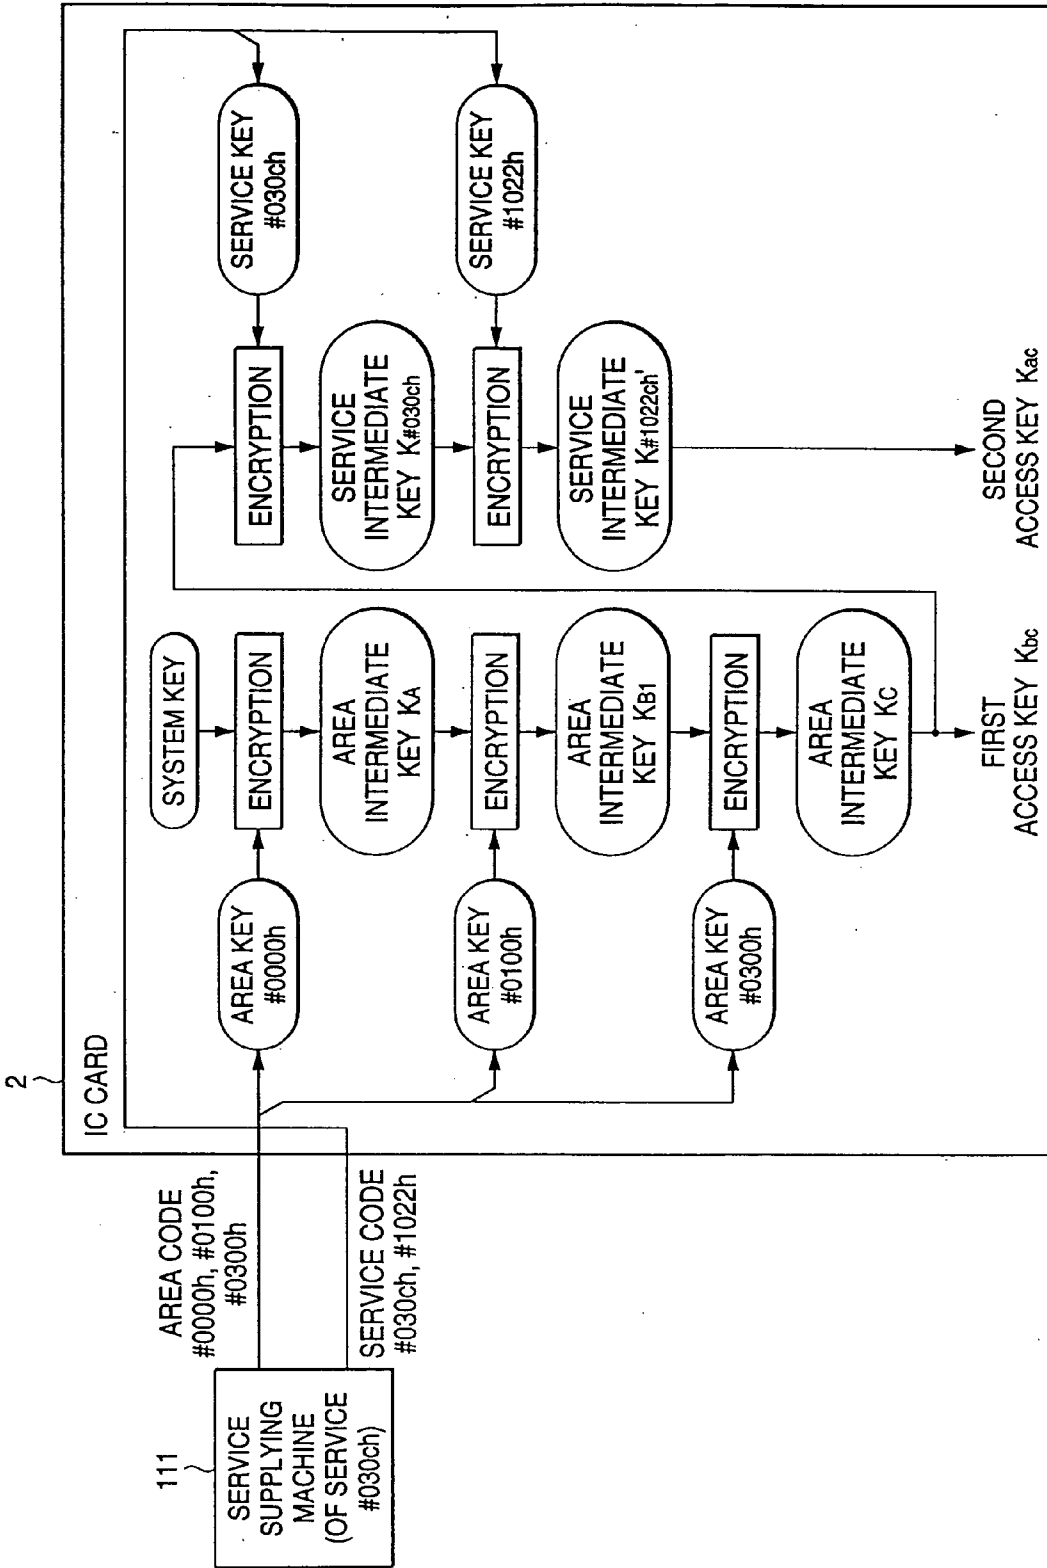 111
SERVICE
SUPPLYING
MACHINE
(OF SERVICE
#030ch)
AREA CODE
#0000h, #0100h,
#0300h
SERVICE CODE
#030ch, #1022h
2
IC CARD
AREA KEY
#0000h
AREA KEY
#0100h
AREA KEY
#0300h
SYSTEM KEY
ENCRYPTION
AREA
INTERMEDIATE
KEY KA
ENCRYPTION
AREA
INTERMEDIATE
KEY KB1
ENCRYPTION
AREA
INTERMEDIATE
KEY KC
FIRST
ACCESS KEY Kbc
ENCRYPTION
SERVICE
INTERMEDIATE
KEY K#030ch
ENCRYPTION
SERVICE
INTERMEDIATE
KEY K#1022ch'
SECOND
ACCESS KEY Kac
SERVICE KEY
#030ch
SERVICE KEY
#1022h